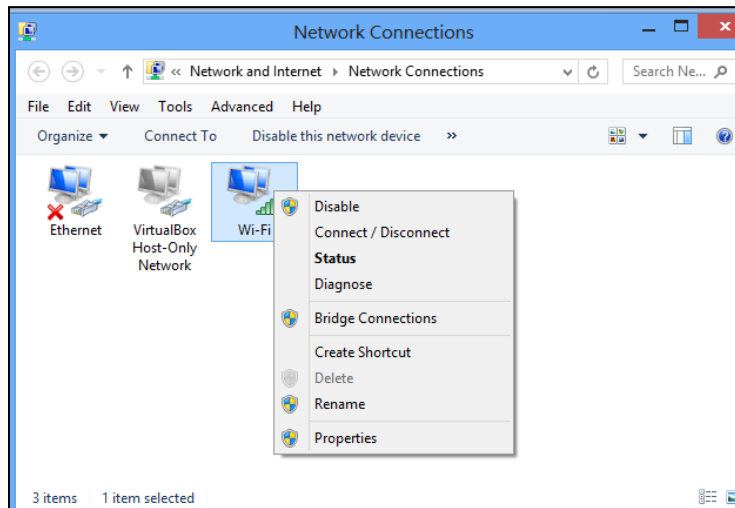 Network Connections
« Network and Internet Network Connections
Search Ne...
File Edit View Tools Advanced Help
Organize Connect To Disable this network device »
Ethernet
VirtualBox
Host-Only
Network
Wi-Fi
Disable
Connect / Disconnect
Status
Diagnose
Bridge Connections
Create Shortcut
Delete
Rename
Properties
3 items 1 item selected